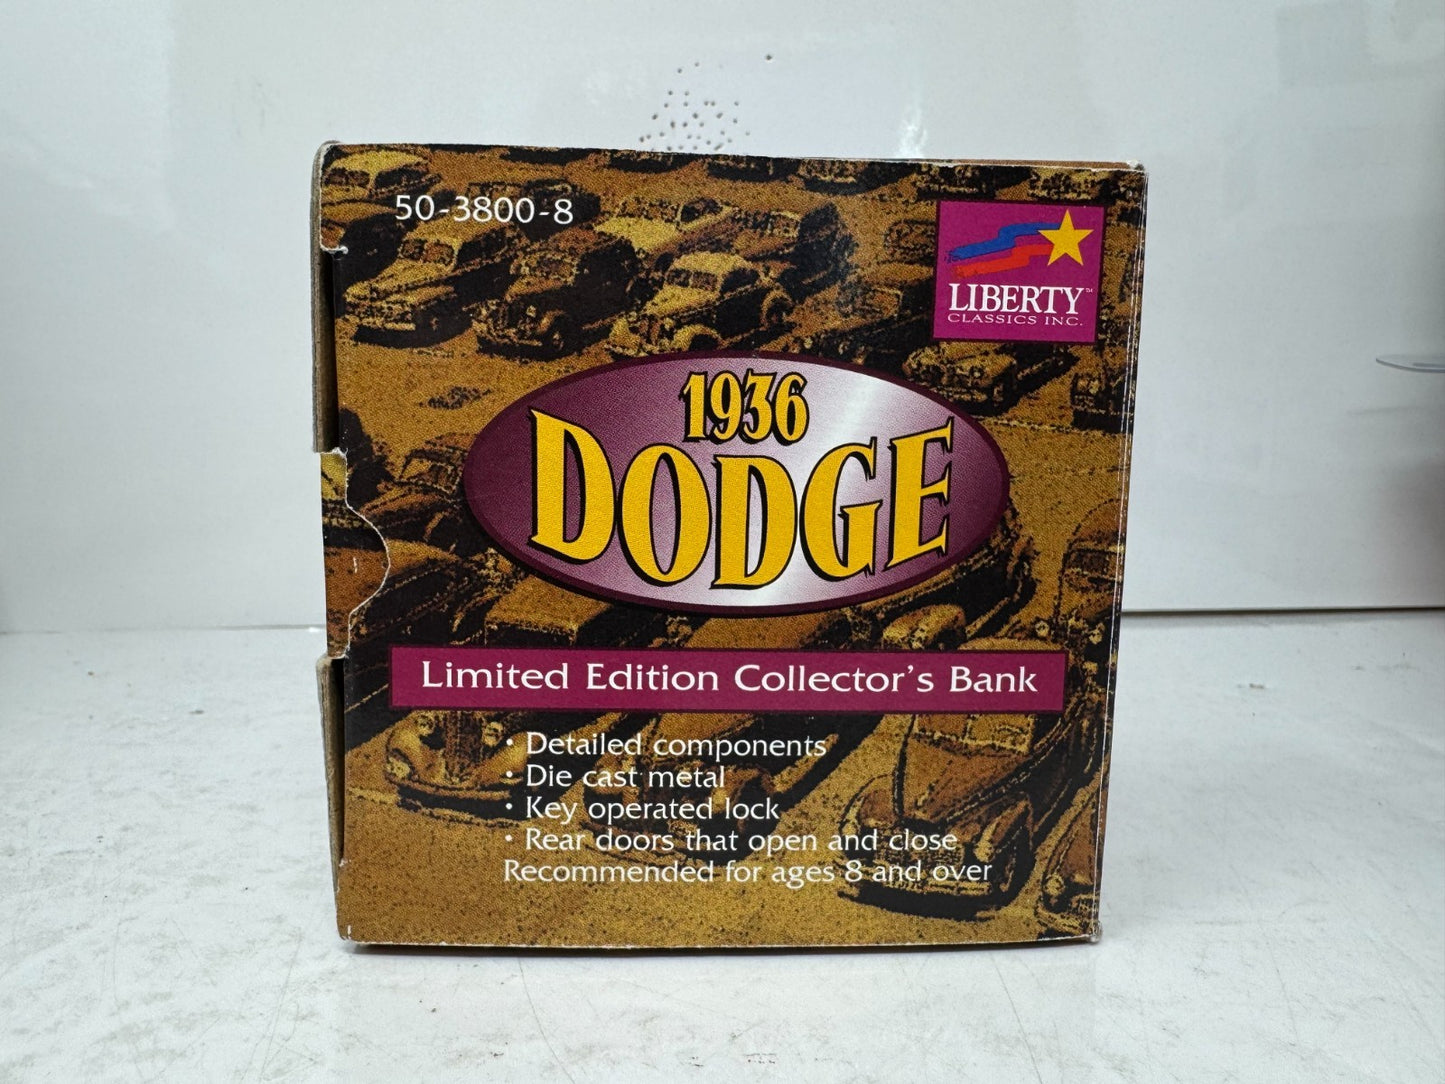 50-3800-8
LIBERTY™
CLASSICS INC.
1936
DODGE
Limited Edition Collector's Bank
• Detailed components
• Die cast metal
• Key operated lock
• Rear doors that open and close
Recommended for ages 8 and over